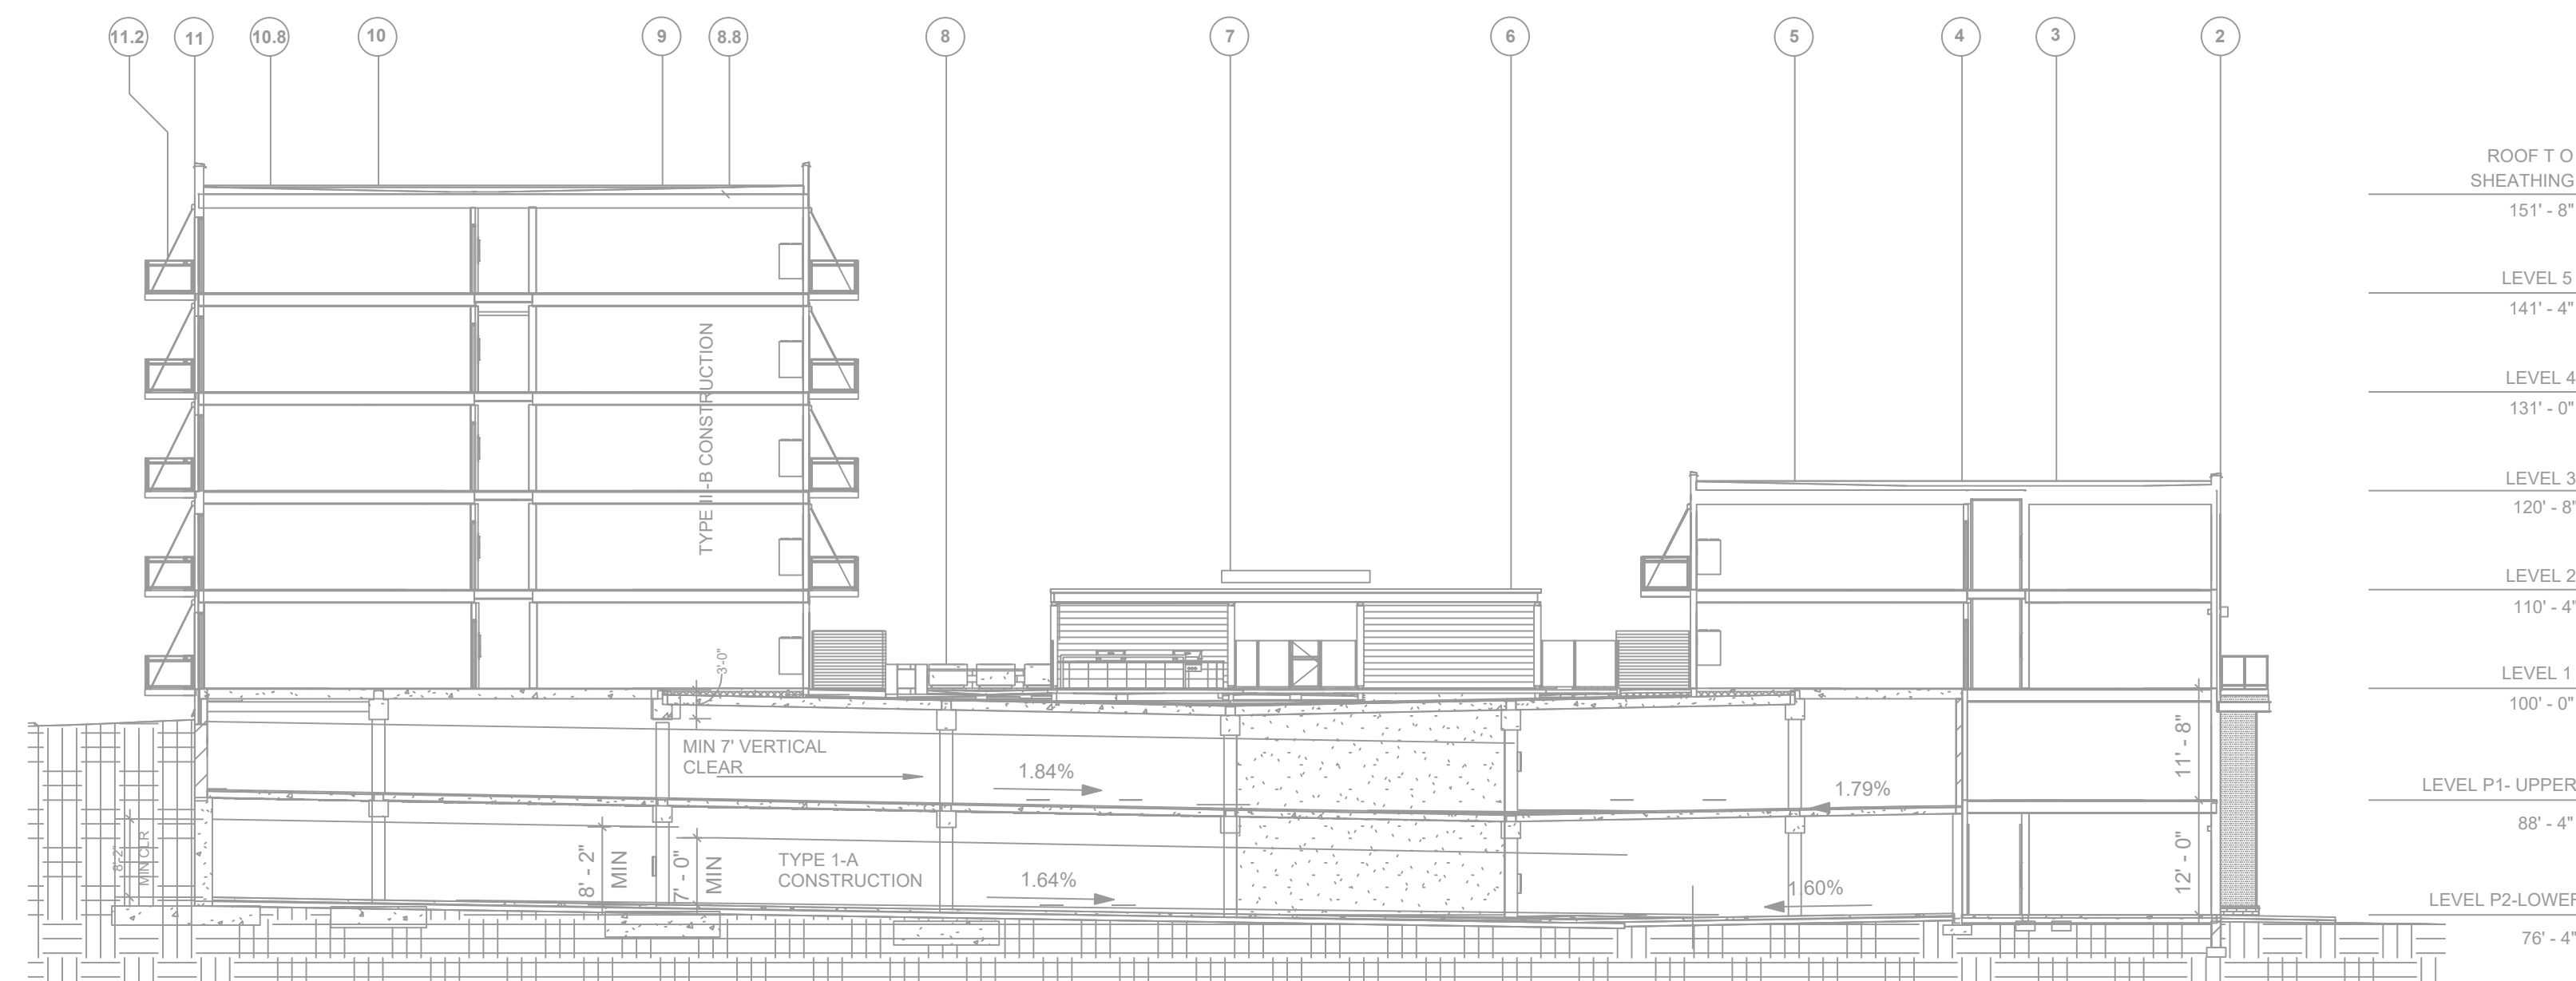 11.2
11
10.8
10
9
8.8
8
7
6
5
4
3
2
ROOF T O
SHEATHING
151' - 8"
LEVEL 5
141' - 4"
LEVEL 4
131' - 0"
LEVEL 3
120' - 8"
LEVEL 2
110' - 4"
LEVEL 1
100' - 0"
LEVEL P1- UPPER
88' - 4"
LEVEL P2-LOWER
76' - 4"
TYPE III-B CONSTRUCTION
3'-0"
MIN 7' VERTICAL
CLEAR
1.84%
1.79%
11' - 8"
8'-2"
MIN CLR
8' - 2"
MIN
7' - 0"
MIN
TYPE 1-A
CONSTRUCTION
1.64%
1.60%
12' - 0"